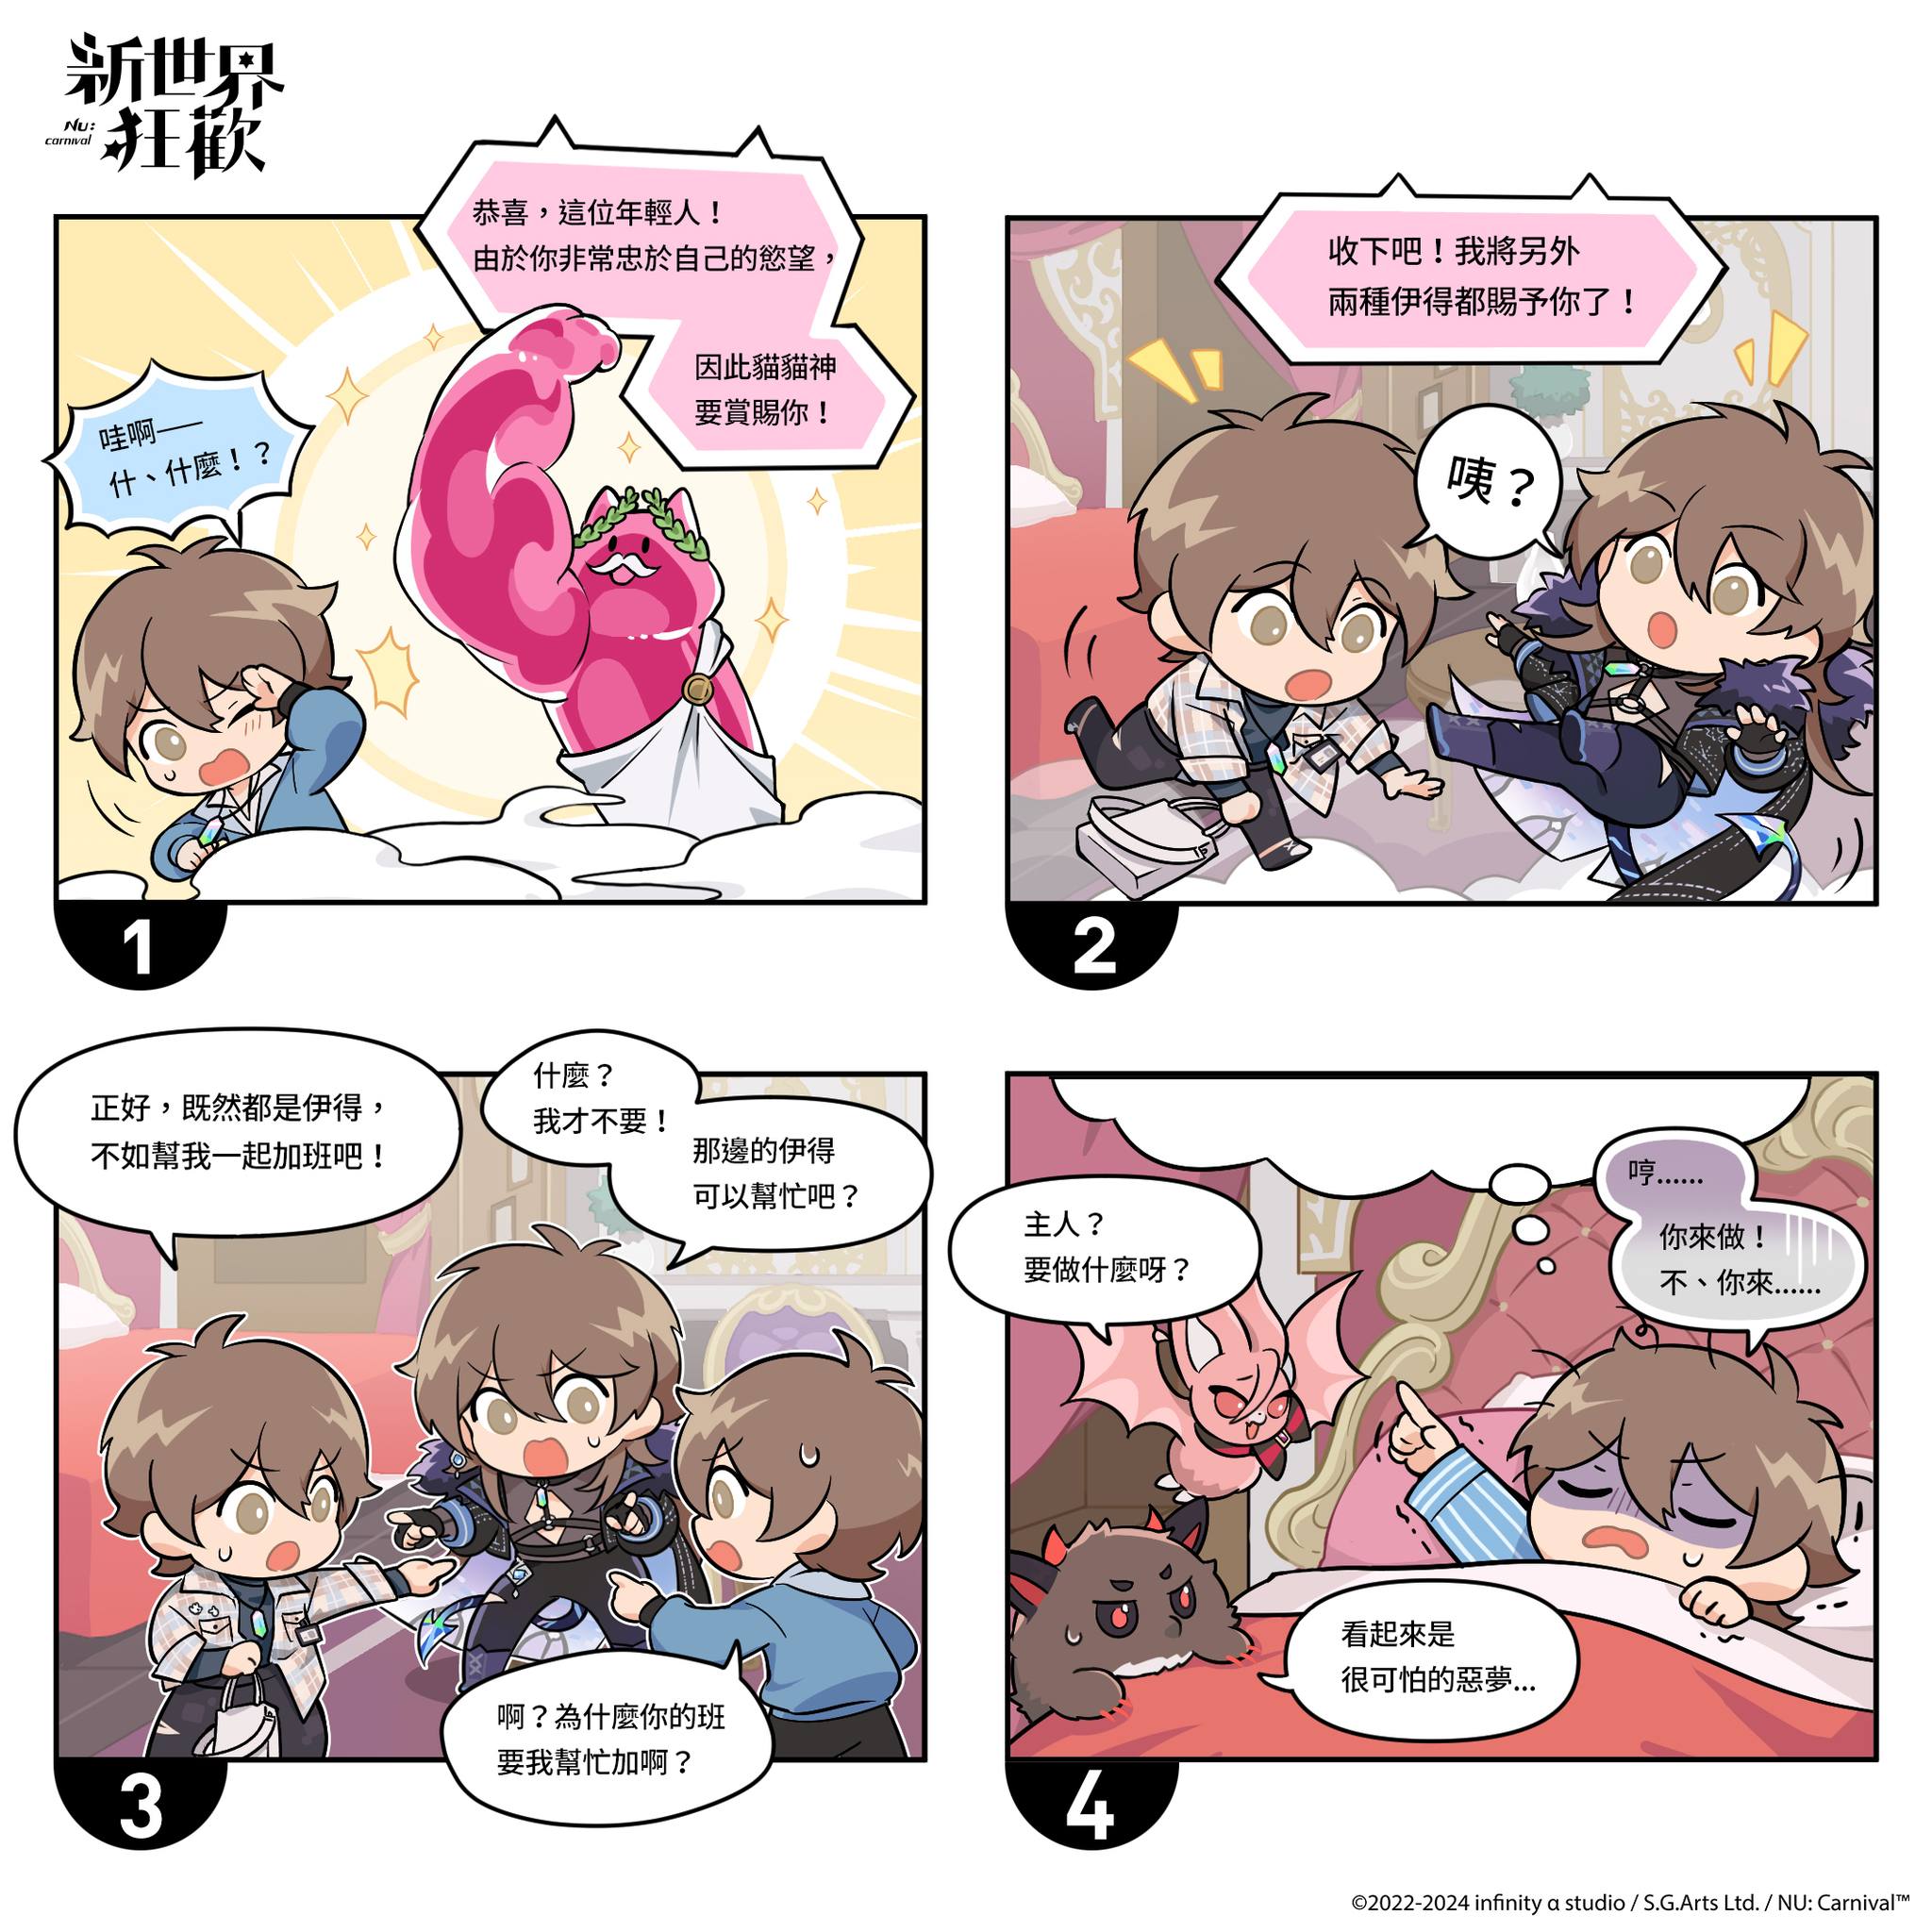 新世界
狂歡
Nu:
carnival
恭喜，這位年輕人！
由於你非常忠於自己的慾望，
因此貓貓神
要賞賜你！
哇啊──
什、什麼！？
1
收下吧！我將另外
兩種伊得都賜予你了！
咦？
2
正好，既然都是伊得，
不如幫我一起加班吧！
什麼？
我才不要！
那邊的伊得
可以幫忙吧？
啊？為什麼你的班
要我幫忙加啊？
3
主人？
要做什麼呀？
哼......
你來做！
不、你來......
看起來是
很可怕的惡夢...
4
©2022-2024 infinity α studio / S.G.Arts Ltd. / NU: Carnival™